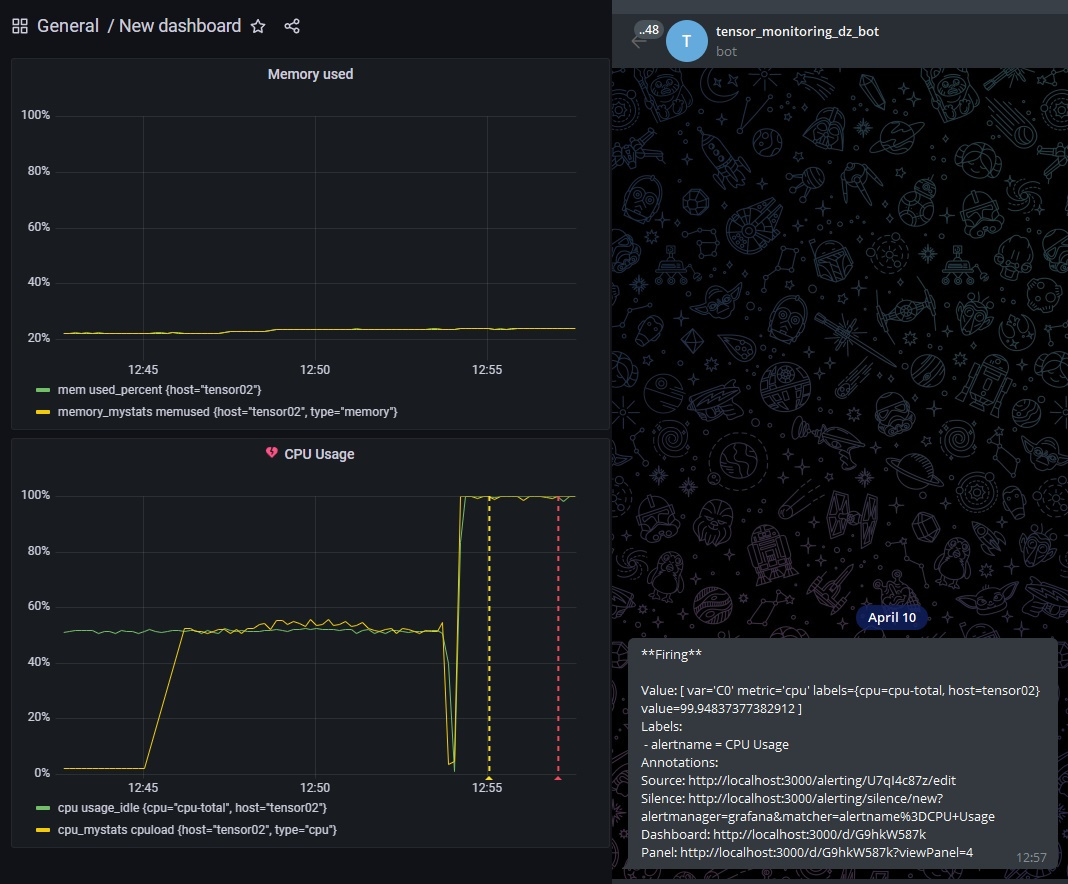 General / New dashboard
Memory used
100%
80%
60%
40%
20%
12:45 12:50 12:55
mem used_percent {host="tensor02"}
memory_mystats memused {host="tensor02", type="memory"}
CPU Usage
100%
80%
60%
40%
20%
0%
12:45 12:50 12:55
cpu usage_idle {cpu="cpu-total", host="tensor02"}
cpu_mystats cpuload {host="tensor02", type="cpu"}
..48
T
tensor_monitoring_dz_bot
bot
April 10
**Firing**
Value: [ var='C0' metric='cpu' labels={cpu=cpu-total, host=tensor02}
value=99.94837377382912 ]
Labels:
- alertname = CPU Usage
Annotations:
Source: http://localhost:3000/alerting/U7qI4c87z/edit
Silence: http://localhost:3000/alerting/silence/new?
alertmanager=grafana&matcher=alertname%3DCPU+Usage
Dashboard: http://localhost:3000/d/G9hkW587k
Panel: http://localhost:3000/d/G9hkW587k?viewPanel=4
12:57